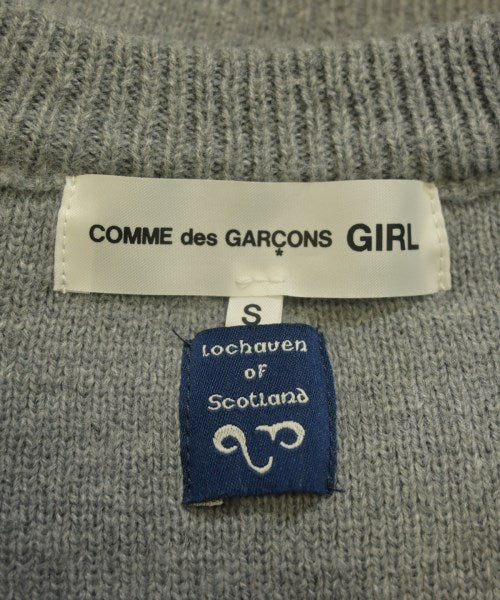 COMME des GARÇONS GIRL
*
S
Lochaven
of
Scotland